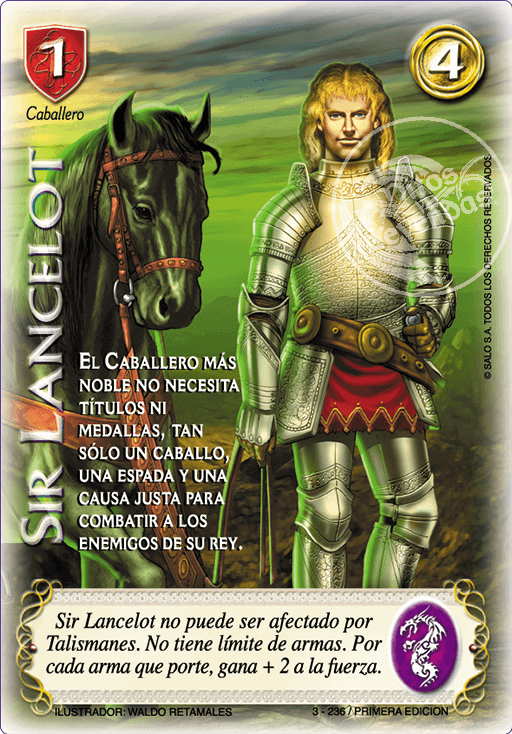 1
4
Caballero
SIR LANCELOT
EL CABALLERO MÁS
NOBLE NO NECESITA
TÍTULOS NI
MEDALLAS, TAN
SÓLO UN CABALLO,
UNA ESPADA Y UNA
CAUSA JUSTA PARA
COMBATIR A LOS
ENEMIGOS DE SU REY.
© SALO S.A. TODOS LOS DERECHOS RESERVADOS
Sir Lancelot no puede ser afectado por
Talismanes. No tiene límite de armas. Por
cada arma que porte, gana + 2 a la fuerza.
ILUSTRADOR: WALDO RETAMALES
3 - 236 / PRIMERA EDICION